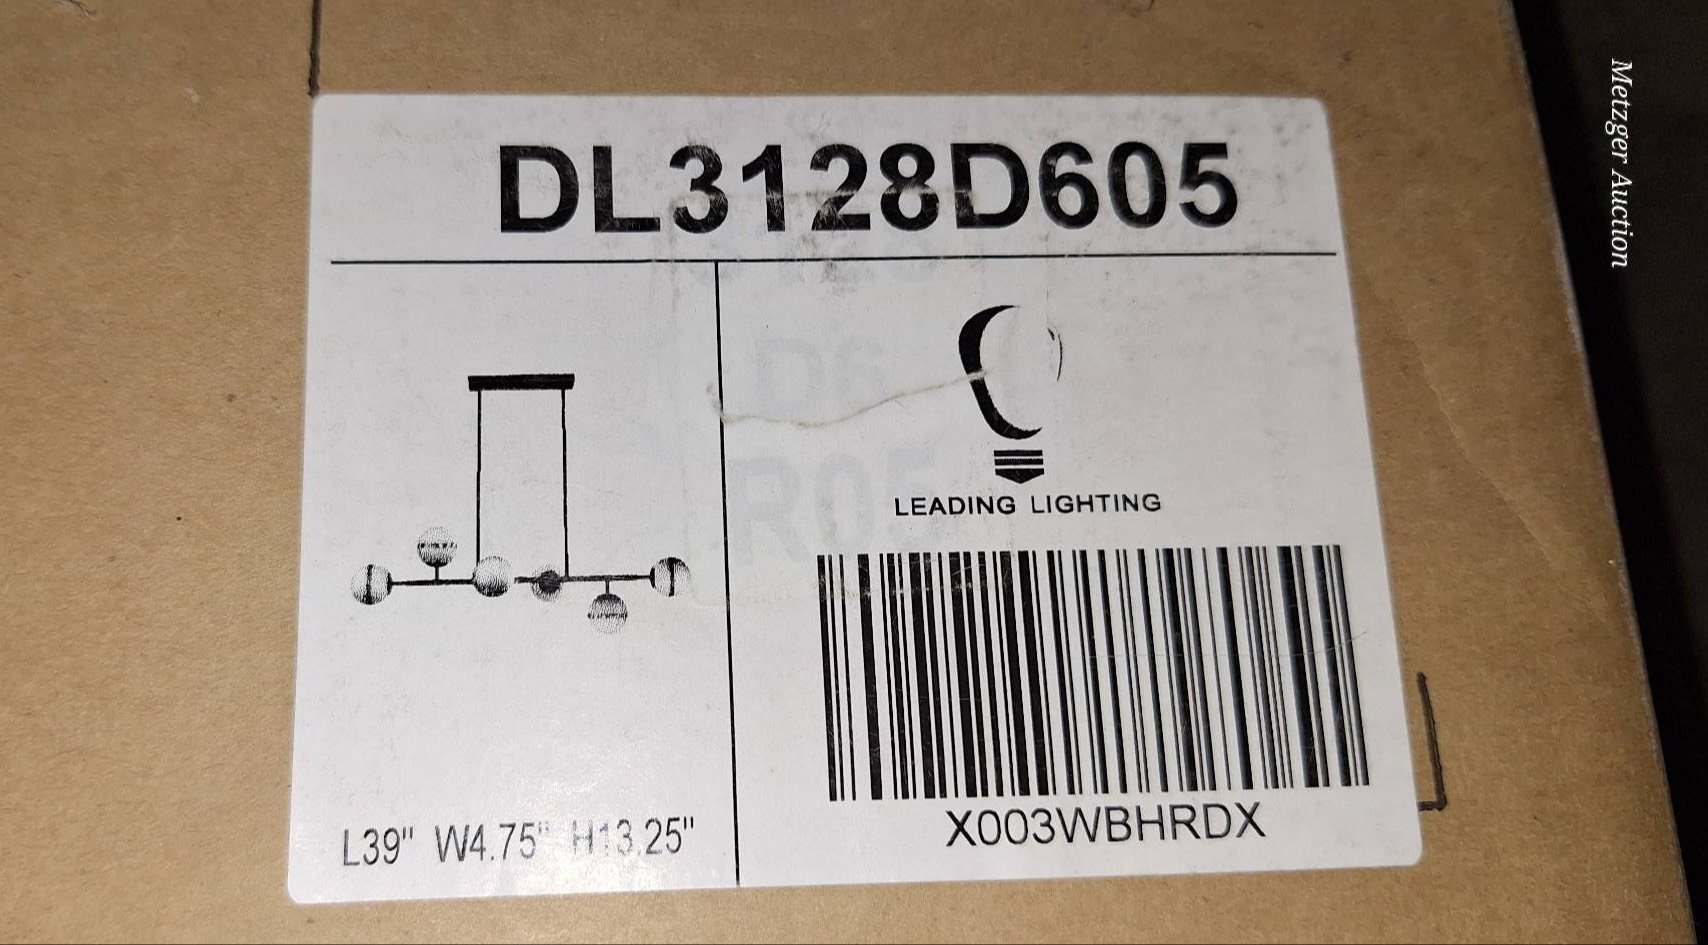 DL3128D605
LEADING LIGHTING
X003WBHRDX
L39" W4.75" H13.25"
Metzger Auction